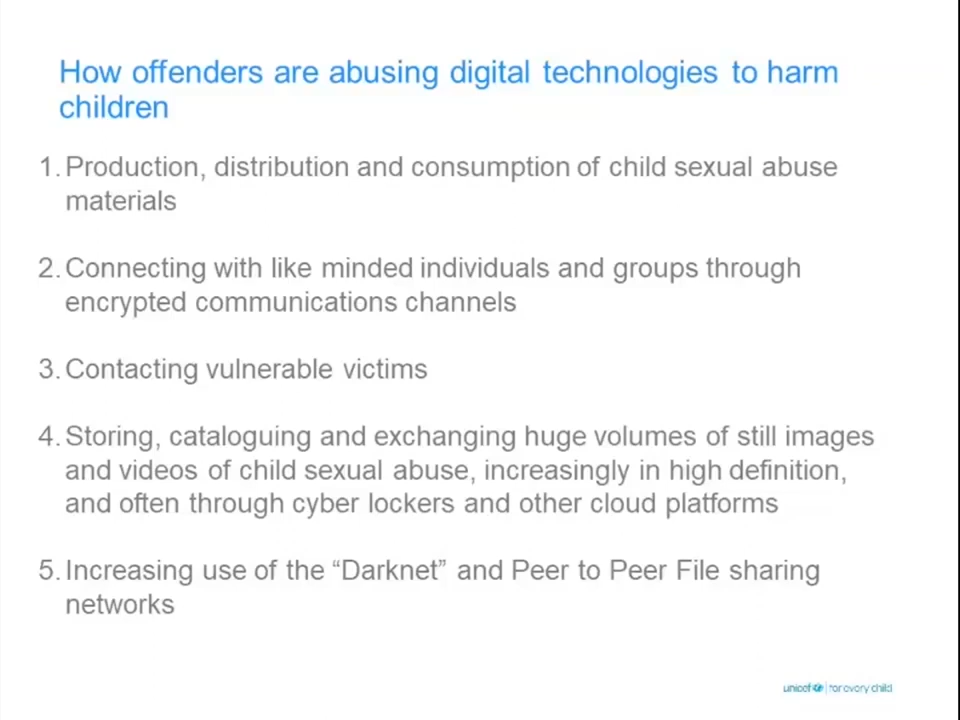 How offenders are abusing digital technologies to harm
children
1. Production, distribution and consumption of child sexual abuse
materials
2. Connecting with like minded individuals and groups through
encrypted communications channels
3. Contacting vulnerable victims
4. Storing, cataloguing and exchanging huge volumes of still images
and videos of child sexual abuse, increasingly in high definition,
and often through cyber lockers and other cloud platforms
5. Increasing use of the “Darknet” and Peer to Peer File sharing
networks
unicef | for every child